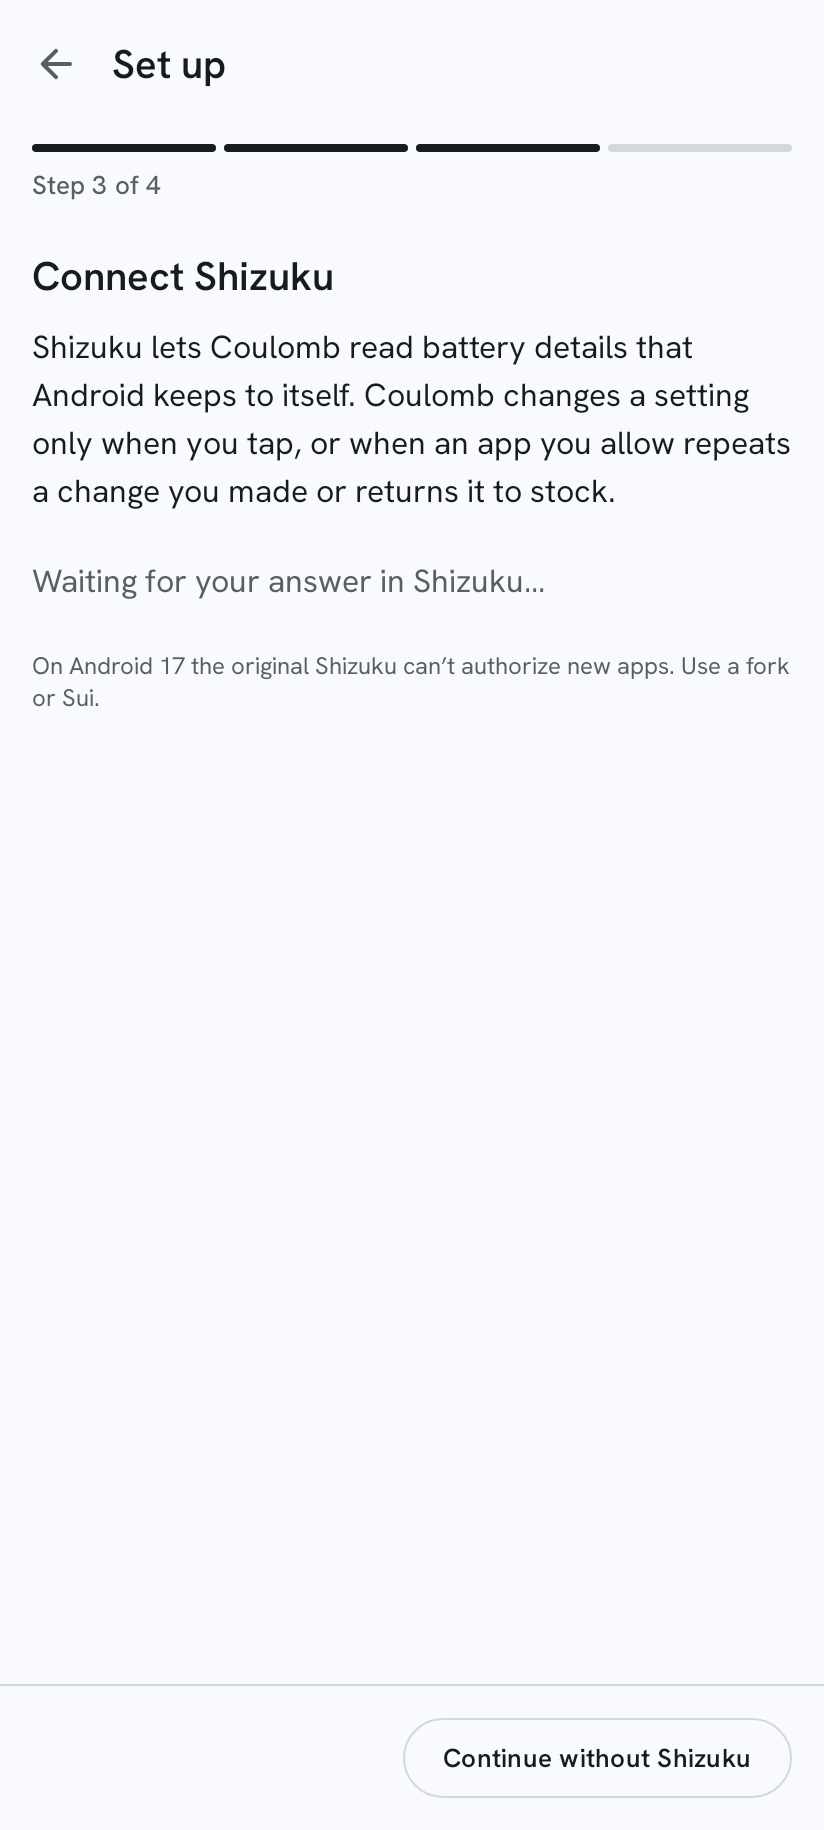 Set up
Step 3 of 4
Connect Shizuku
Shizuku lets Coulomb read battery details that
Android keeps to itself. Coulomb changes a setting
only when you tap, or when an app you allow repeats
a change you made or returns it to stock.
Waiting for your answer in Shizuku…
On Android 17 the original Shizuku can’t authorize new apps. Use a fork
or Sui.
Continue without Shizuku